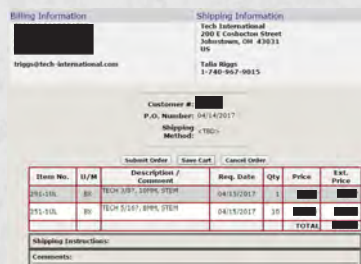 Billing Information
Shipping Information
Tech International
200 E Coshocton Street
Johnstown, OH 43031
US
triggs@tech-international.com
Talia Riggs
1-740-967-9015
Customer #:
P.O. Number: 04/14/2017
Shipping Method: <TBD>
Submit Order Save Cart Cancel Order
Item No. U/M Description / Comment Req. Date Qty Price Ext. Price
291-10L BX TECH 3/8", 10MM, STEM 04/15/2017 1
251-10L BX TECH 5/16", 8MM, STEM 04/15/2017 10
TOTAL
Shipping Instructions:
Comments: